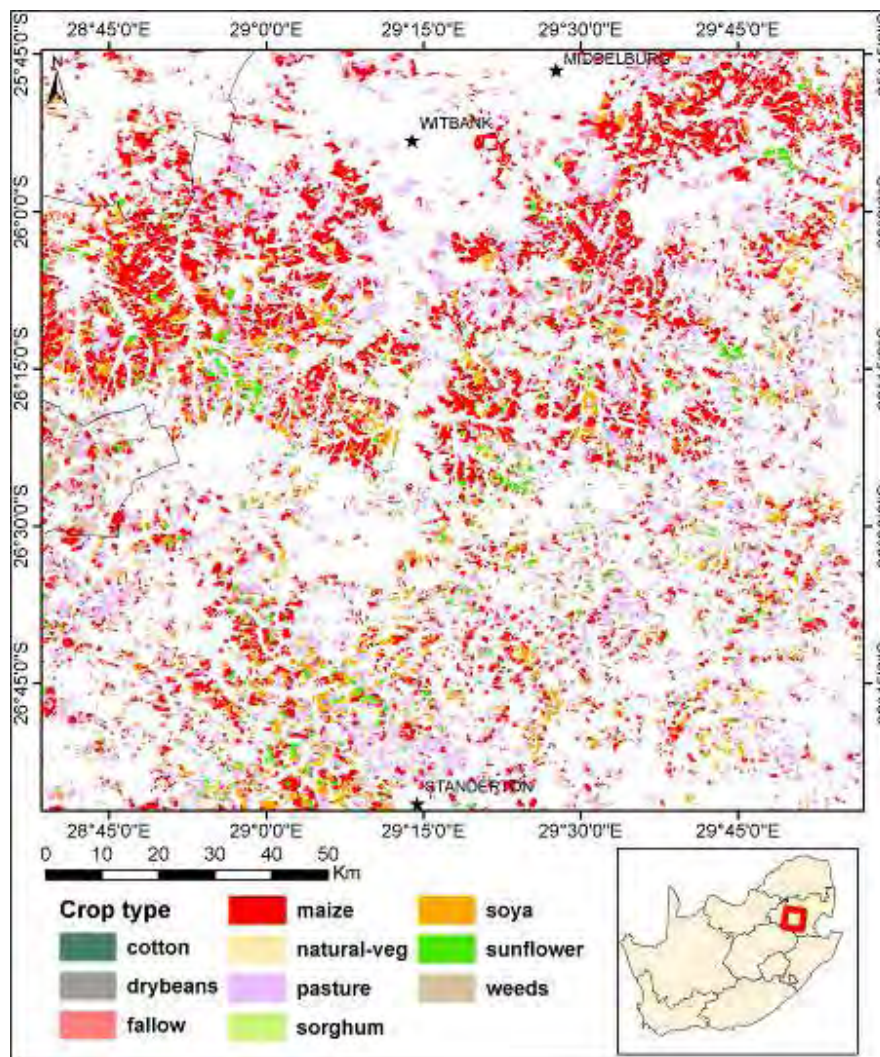 28°45'0"E 29°0'0"E 29°15'0"E 29°30'0"E 29°45'0"E
25°45'0"S
N
MIDDELBURG
WITBANK
26°0'0"S
26°15'0"S
26°30'0"S
26°45'0"S
STANDERTON
28°45'0"E 29°0'0"E 29°15'0"E 29°30'0"E 29°45'0"E
0 10 20 30 40 50
Km
Crop type
cotton
drybeans
fallow
maize
natural-veg
pasture
sorghum
soya
sunflower
weeds